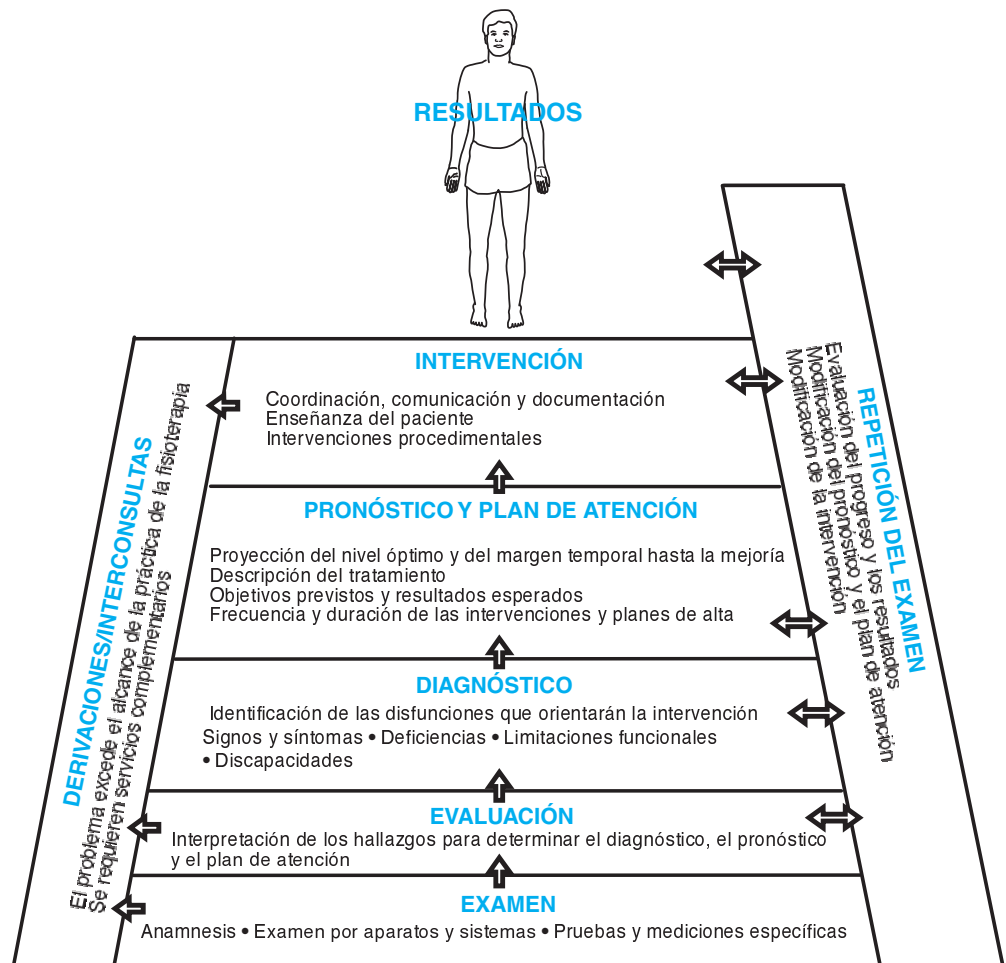 RESULTADOS
INTERVENCIÓN
Coordinación, comunicación y documentación
Enseñanza del paciente
Intervenciones procedimentales
PRONÓSTICO Y PLAN DE ATENCIÓN
Proyección del nivel óptimo y del margen temporal hasta la mejoría
Descripción del tratamiento
Objetivos previstos y resultados esperados
Frecuencia y duración de las intervenciones y planes de alta
DIAGNÓSTICO
Identificación de las disfunciones que orientarán la intervención
Signos y síntomas • Deficiencias • Limitaciones funcionales
• Discapacidades
EVALUACIÓN
Interpretación de los hallazgos para determinar el diagnóstico, el pronóstico
y el plan de atención
EXAMEN
Anamnesis • Examen por aparatos y sistemas • Pruebas y mediciones específicas
DERIVACIONES/INTERCONSULTAS
El problema excede el alcance de la práctica de la fisioterapia
Se requieren servicios complementarios
REPETICIÓN DEL EXAMEN
Evaluación del progreso y los resultados
Modificación del pronóstico y el plan de atención
Modificación de la intervención